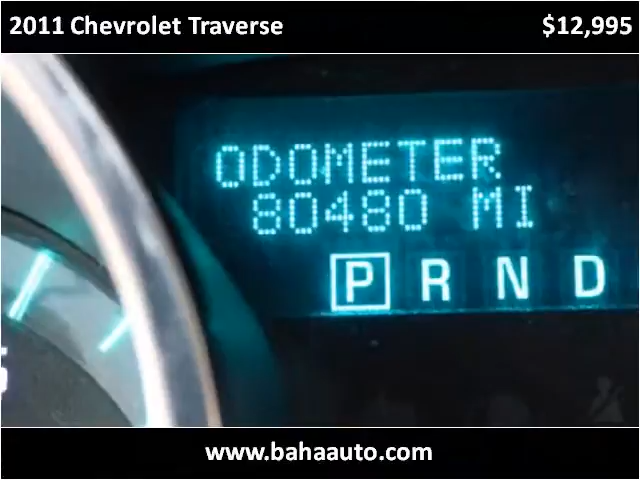 2011 Chevrolet Traverse $12,995
ODOMETER
80480 MI
P R N D
www.bahaauto.com